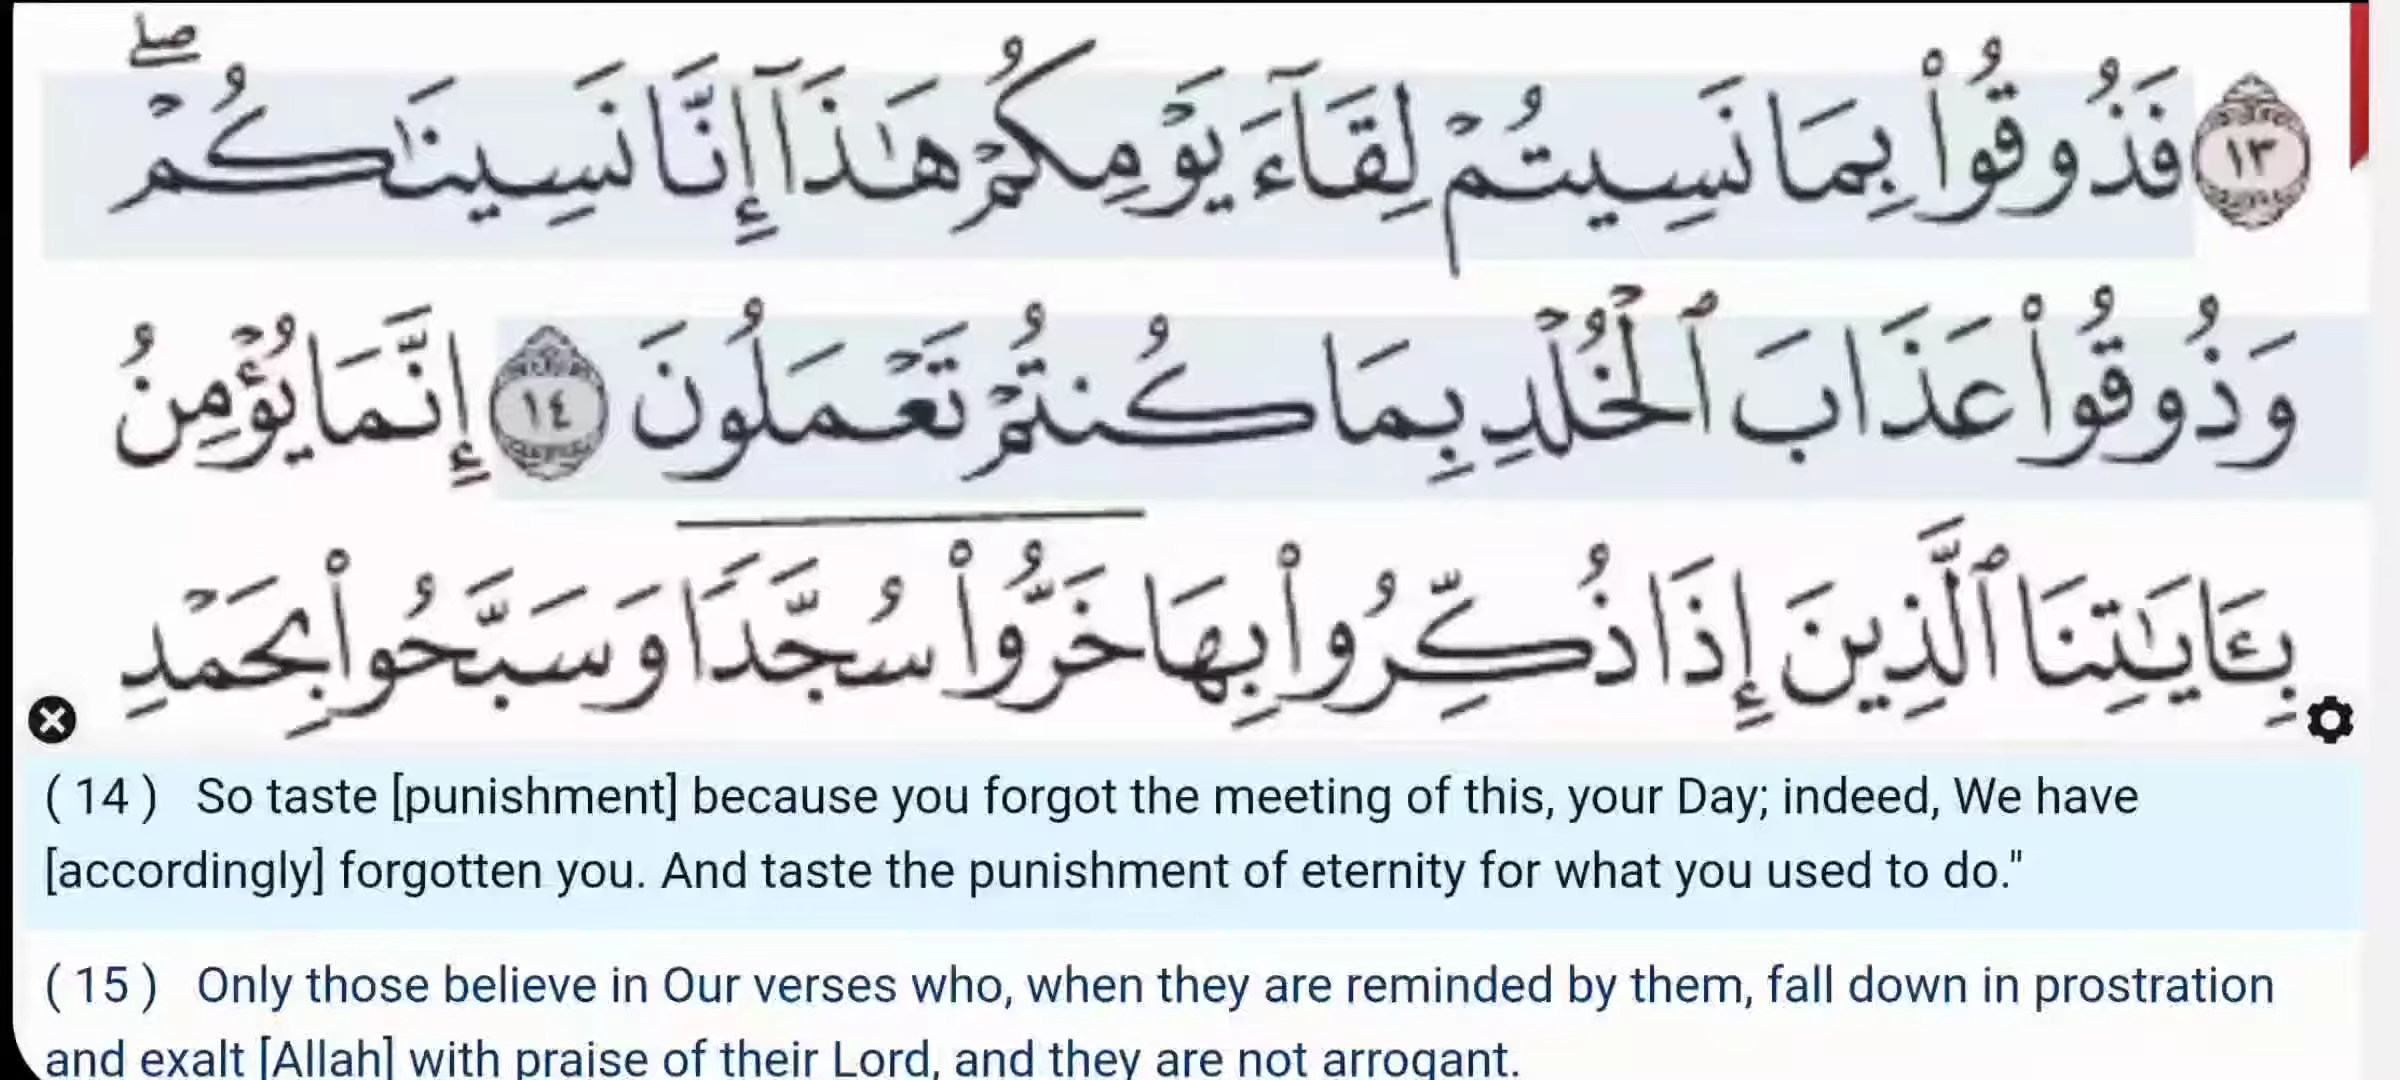 صلے
١٣ فَذُوقُوا۟ بِمَا نَسِيتُمْ لِقَآءَ يَوْمِكُمْ هَـٰذَآ إِنَّا نَسِينَـٰكُمْ
وَذُوقُوا۟ عَذَابَ ٱلْخُلْدِ بِمَا كُنتُمْ تَعْمَلُونَ ١٤ إِنَّمَا يُؤْمِنُ
بِـَٔايَـٰتِنَا ٱلَّذِينَ إِذَا ذُكِّرُوا۟ بِهَا خَرُّوا۟ سُجَّدًا وَسَبَّحُوا۟ بِحَمْدِ
( 14 ) So taste [punishment] because you forgot the meeting of this, your Day; indeed, We have
[accordingly] forgotten you. And taste the punishment of eternity for what you used to do."
( 15 ) Only those believe in Our verses who, when they are reminded by them, fall down in prostration
and exalt [Allah] with praise of their Lord, and they are not arrogant.